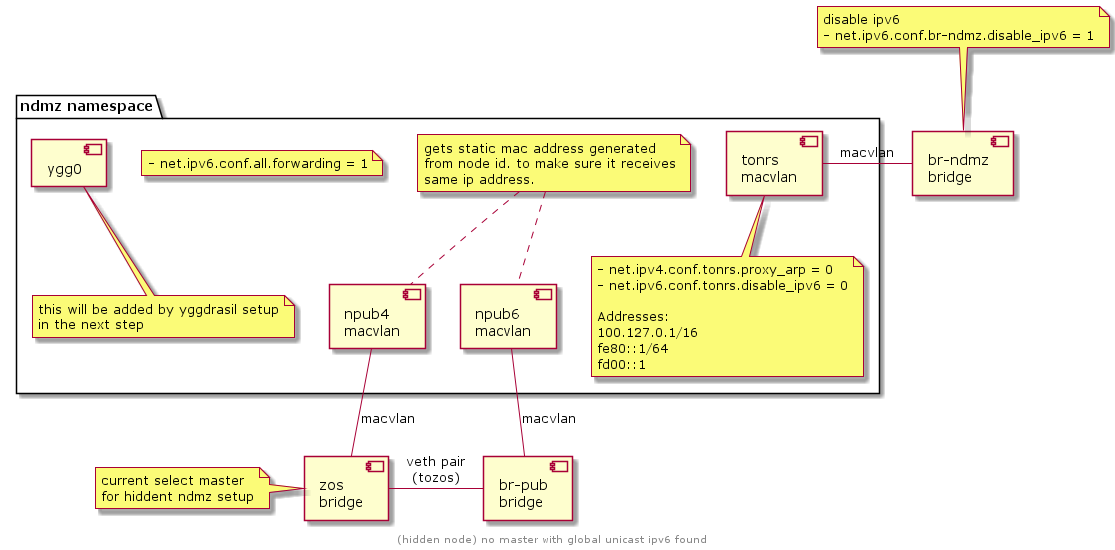 disable ipv6
- net.ipv6.conf.br-ndmz.disable_ipv6 = 1
ndmz namespace
ygg0
- net.ipv6.conf.all.forwarding = 1
gets static mac address generated
from node id. to make sure it receives
same ip address.
tonrs
macvlan
macvlan
br-ndmz
bridge
this will be added by yggdrasil setup
in the next step
npub4
macvlan
npub6
macvlan
- net.ipv4.conf.tonrs.proxy_arp = 0
- net.ipv6.conf.tonrs.disable_ipv6 = 0
Addresses:
100.127.0.1/16
fe80::1/64
fd00::1
macvlan
macvlan
current select master
for hiddent ndmz setup
zos
bridge
veth pair
(tozos)
br-pub
bridge
(hidden node) no master with global unicast ipv6 found